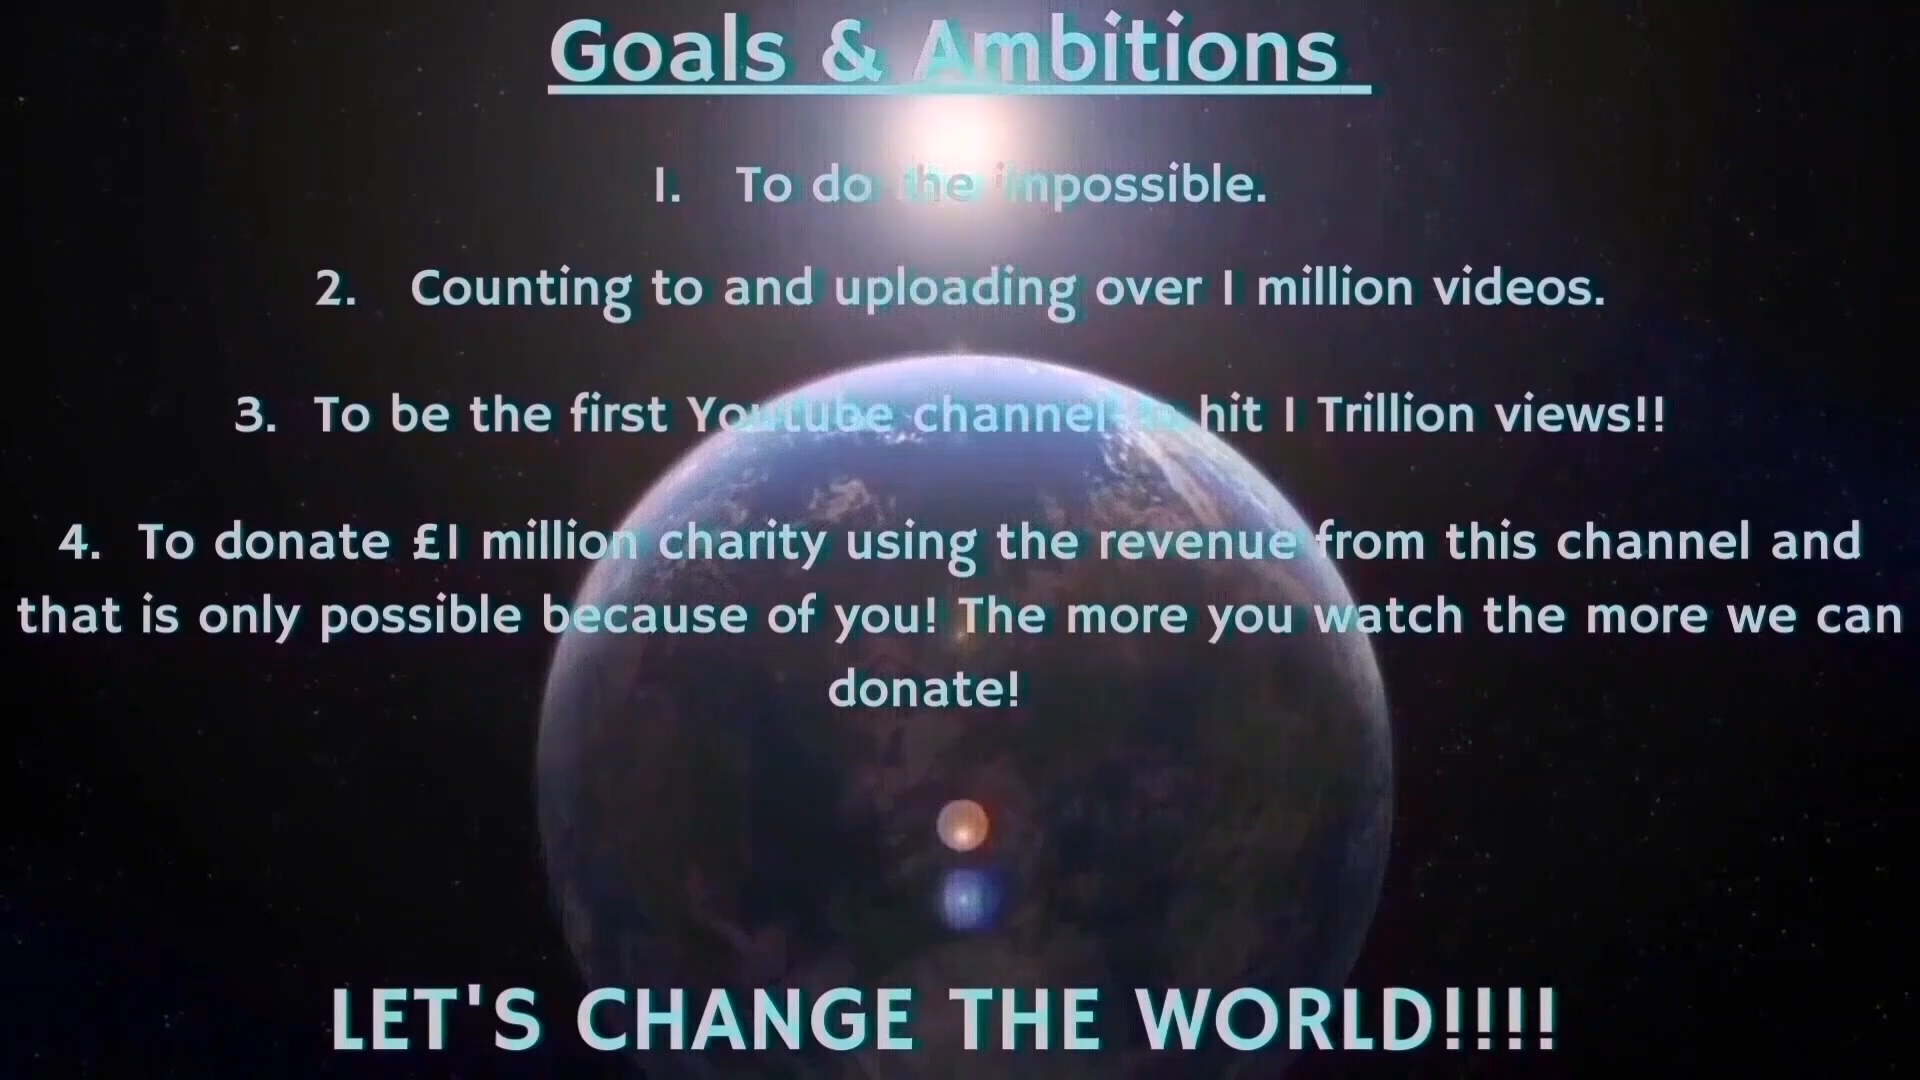 Goals & Ambitions
1. To do the impossible.
2. Counting to and uploading over 1 million videos.
3. To be the first Youtube channel to hit 1 Trillion views!!
4. To donate £1 million charity using the revenue from this channel and
that is only possible because of you! The more you watch the more we can
donate!
LET'S CHANGE THE WORLD!!!!